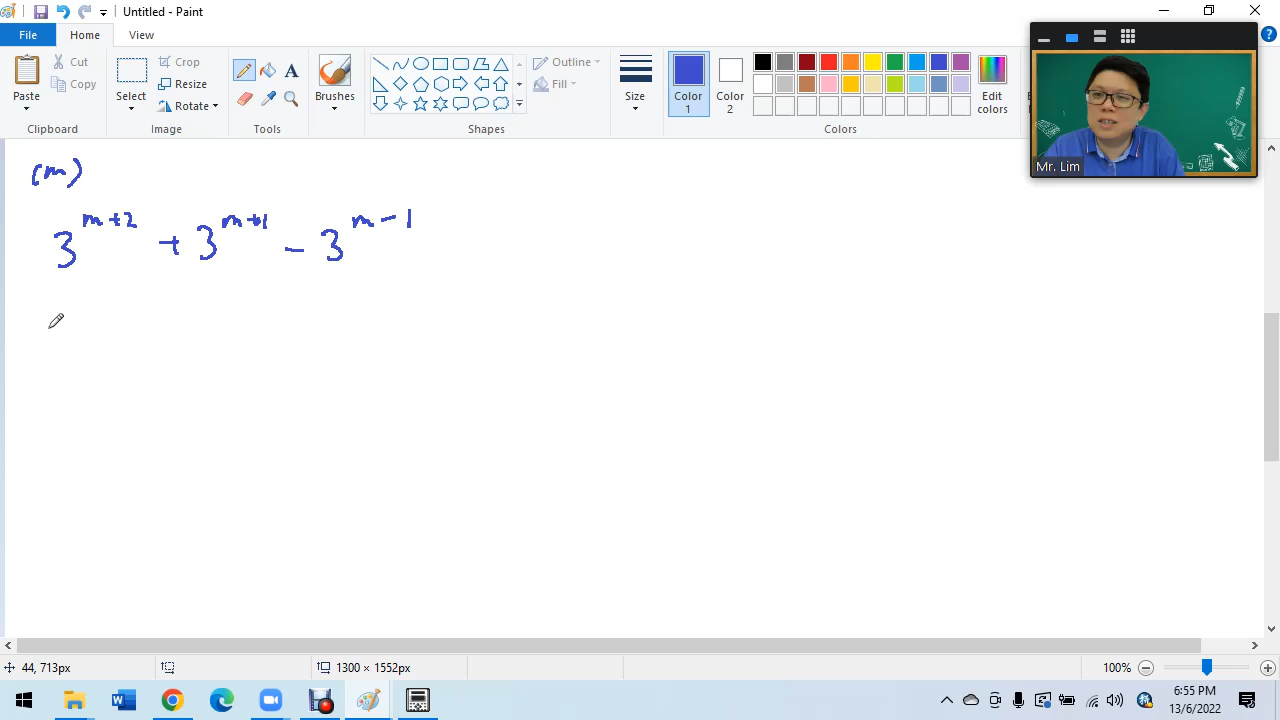 Untitled - Paint
File Home View
Paste Cut Copy Clipboard
Select Crop Resize Rotate Image
Tools
Brushes
Outline Fill Shapes
Size
Color 1 Color 2 Edit colors Colors
Mr. Lim
(m)
3^{m+2} + 3^{m+1} - 3^{m-1}
44, 713px 1300 × 1552px 100%
6:55 PM
13/6/2022